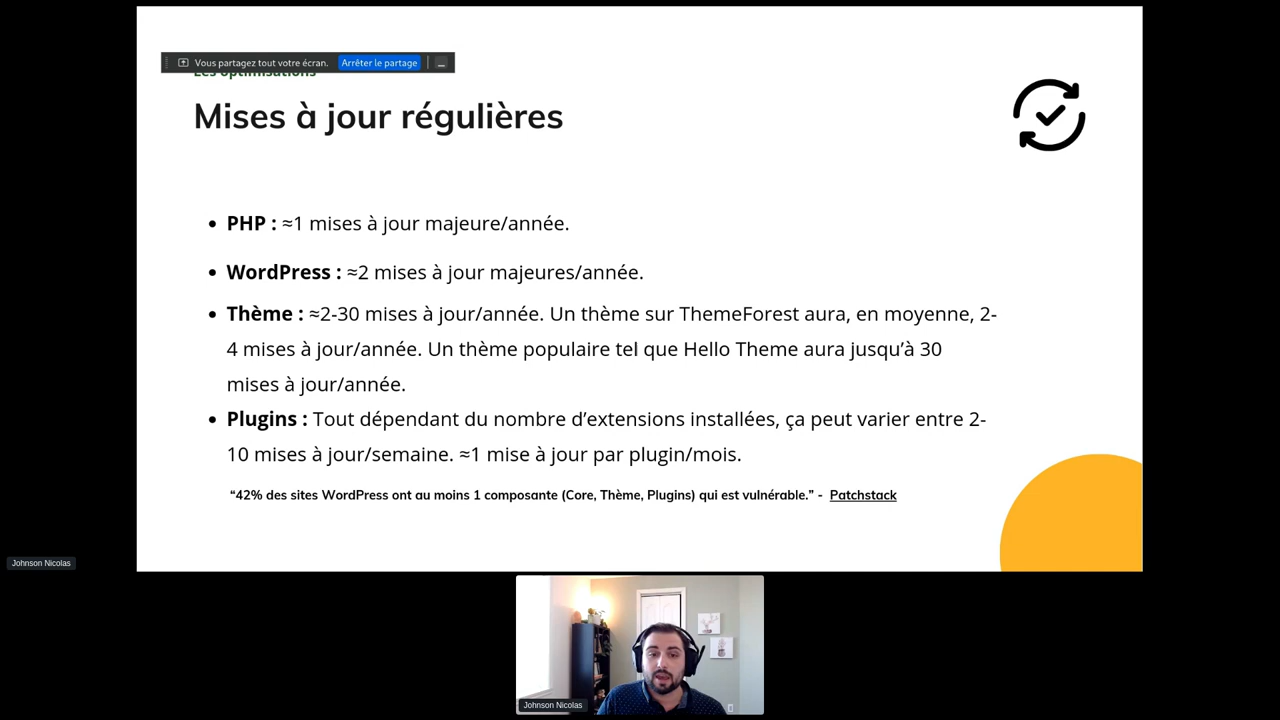 Vous partagez tout votre écran.
Arrêter le partage
Les optimisations
Mises à jour régulières
• PHP : ≈1 mises à jour majeure/année.
• WordPress : ≈2 mises à jour majeures/année.
• Thème : ≈2-30 mises à jour/année. Un thème sur ThemeForest aura, en moyenne, 2-
4 mises à jour/année. Un thème populaire tel que Hello Theme aura jusqu’à 30
mises à jour/année.
• Plugins : Tout dépendant du nombre d’extensions installées, ça peut varier entre 2-
10 mises à jour/semaine. ≈1 mise à jour par plugin/mois.
“42% des sites WordPress ont au moins 1 composante (Core, Thème, Plugins) qui est vulnérable.” - Patchstack
Johnson Nicolas
Johnson Nicolas